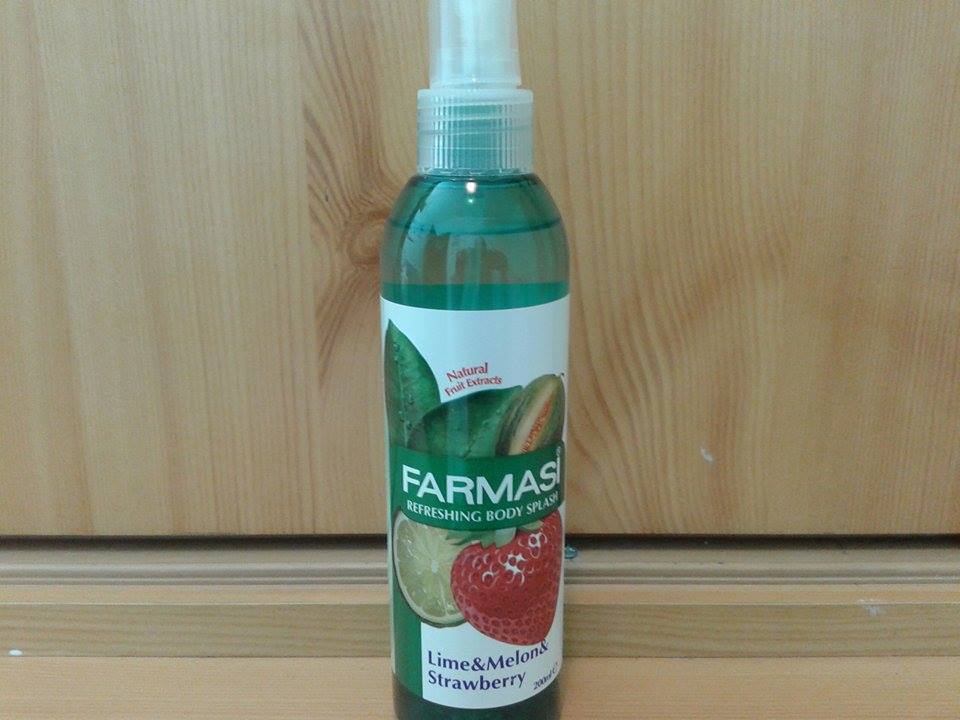 Natural
Fruit Extracts
FARMASi®
REFRESHING BODY SPLASH
Lime&Melon&
Strawberry
200ml ℮